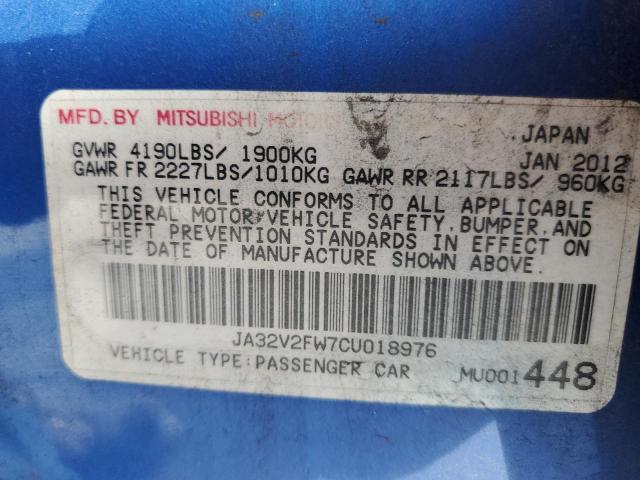 MFD. BY MITSUBISHI MOTORS
JAPAN
GVWR 4190LBS/ 1900KG JAN 2012
GAWR FR 2227LBS/1010KG GAWR RR 2117LBS/ 960KG
THIS VEHICLE CONFORMS TO ALL APPLICABLE
FEDERAL MOTOR VEHICLE SAFETY, BUMPER, AND
THEFT PREVENTION STANDARDS IN EFFECT ON
THE DATE OF MANUFACTURE SHOWN ABOVE.
JA32V2FW7CU018976
VEHICLE TYPE:PASSENGER CAR MU001448